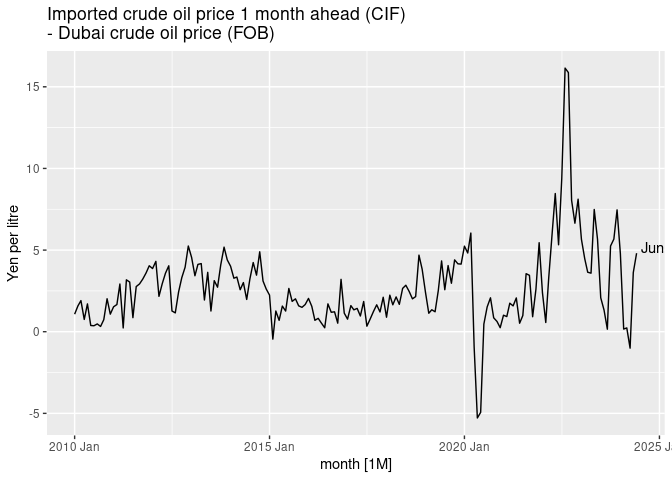 Imported crude oil price 1 month ahead (CIF)
- Dubai crude oil price (FOB)
Yen per litre
15
10
5
0
-5
Jun
2010 Jan
2015 Jan
2020 Jan
2025 J
month [1M]